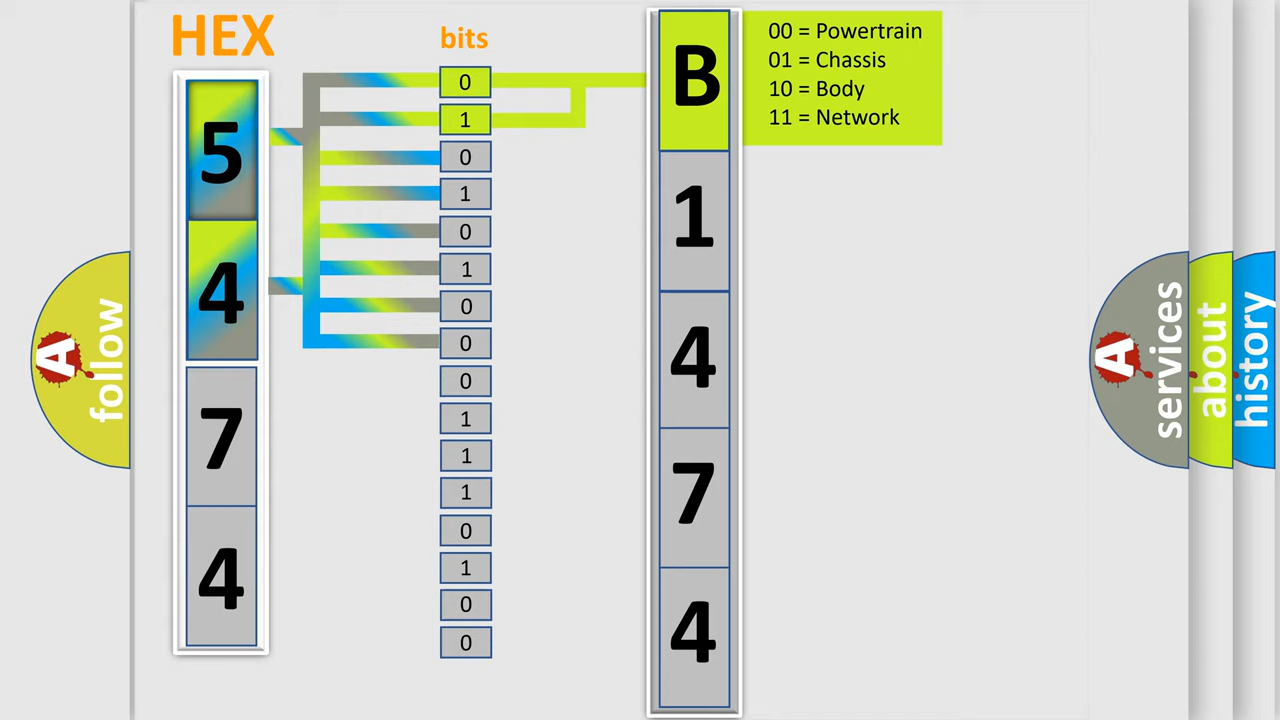 HEX
bits
5
4
7
4
0
1
0
1
0
1
0
0
0
1
1
1
0
1
0
0
B
1
4
7
4
00 = Powertrain
01 = Chassis
10 = Body
11 = Network
A
follow
A
services
about
history